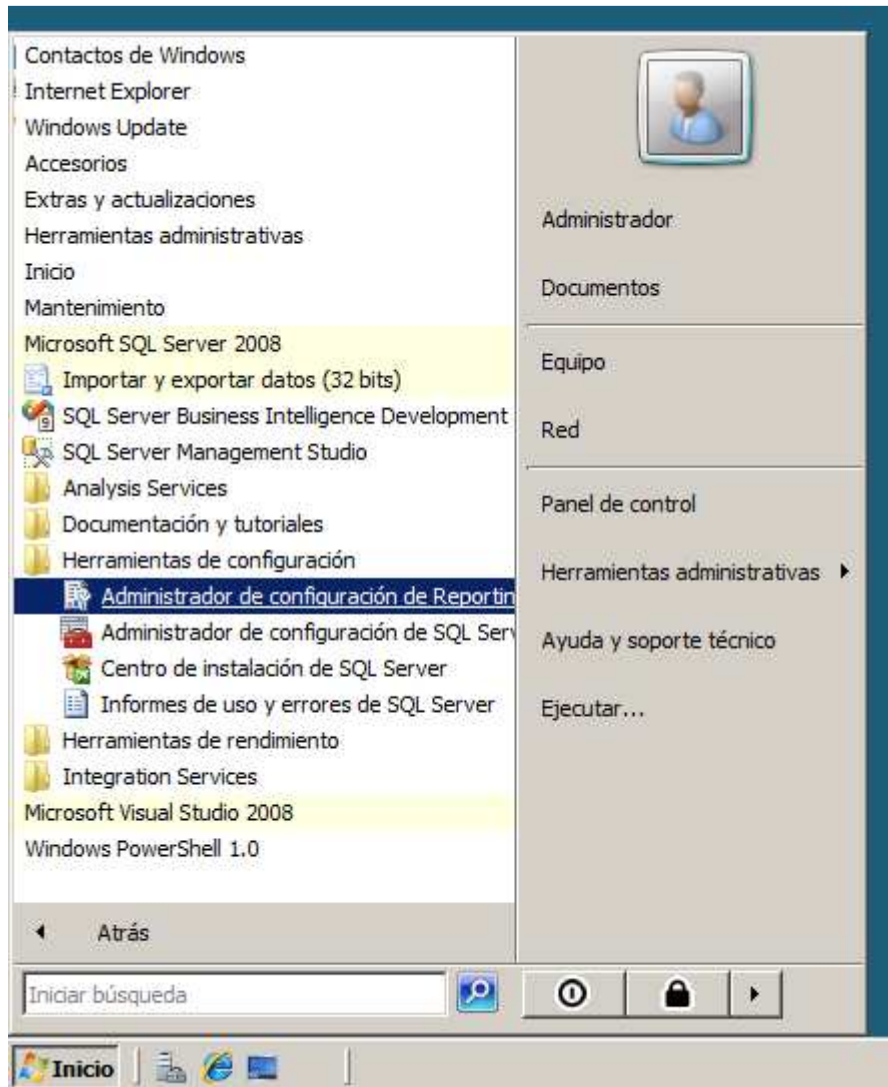 Contactos de Windows
Internet Explorer
Windows Update
Accesorios
Extras y actualizaciones
Herramientas administrativas
Inicio
Mantenimiento
Microsoft SQL Server 2008
Importar y exportar datos (32 bits)
SQL Server Business Intelligence Development
SQL Server Management Studio
Analysis Services
Documentación y tutoriales
Herramientas de configuración
Administrador de configuración de Reportin
Administrador de configuración de SQL Serv
Centro de instalación de SQL Server
Informes de uso y errores de SQL Server
Herramientas de rendimiento
Integration Services
Microsoft Visual Studio 2008
Windows PowerShell 1.0
Atrás
Iniciar búsqueda
Administrador
Documentos
Equipo
Red
Panel de control
Herramientas administrativas
Ayuda y soporte técnico
Ejecutar...
Inicio